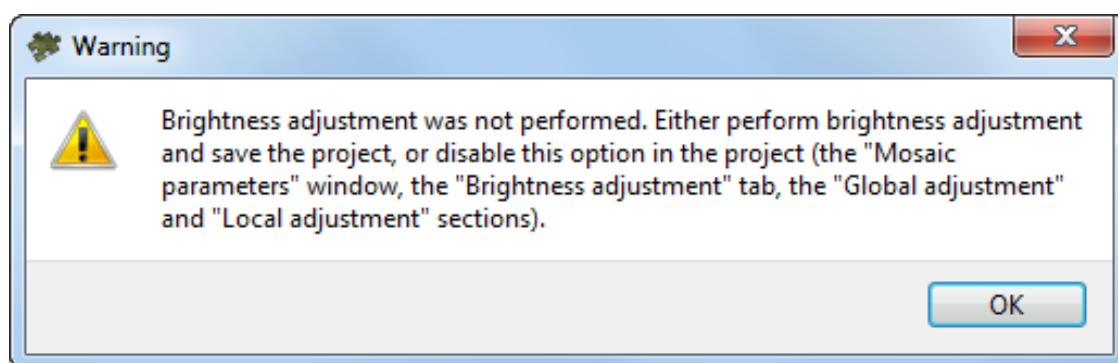 Warning
Brightness adjustment was not performed. Either perform brightness adjustment
and save the project, or disable this option in the project (the "Mosaic
parameters" window, the "Brightness adjustment" tab, the "Global adjustment"
and "Local adjustment" sections).
OK